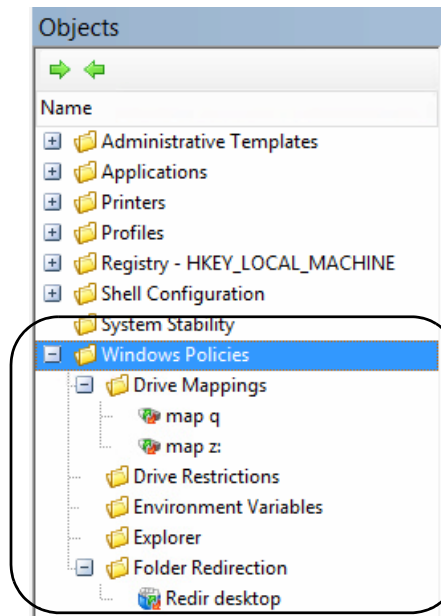 Objects
Name
Administrative Templates
Applications
Printers
Profiles
Registry - HKEY_LOCAL_MACHINE
Shell Configuration
System Stability
Windows Policies
Drive Mappings
map q
map z:
Drive Restrictions
Environment Variables
Explorer
Folder Redirection
Redir desktop